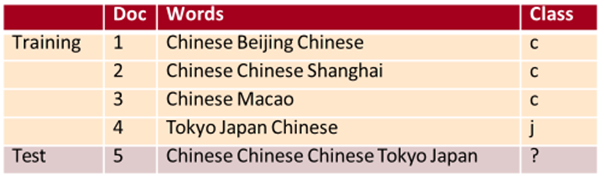 Doc Words Class
Training 1 Chinese Beijing Chinese c
2 Chinese Chinese Shanghai c
3 Chinese Macao c
4 Tokyo Japan Chinese j
Test 5 Chinese Chinese Chinese Tokyo Japan ?